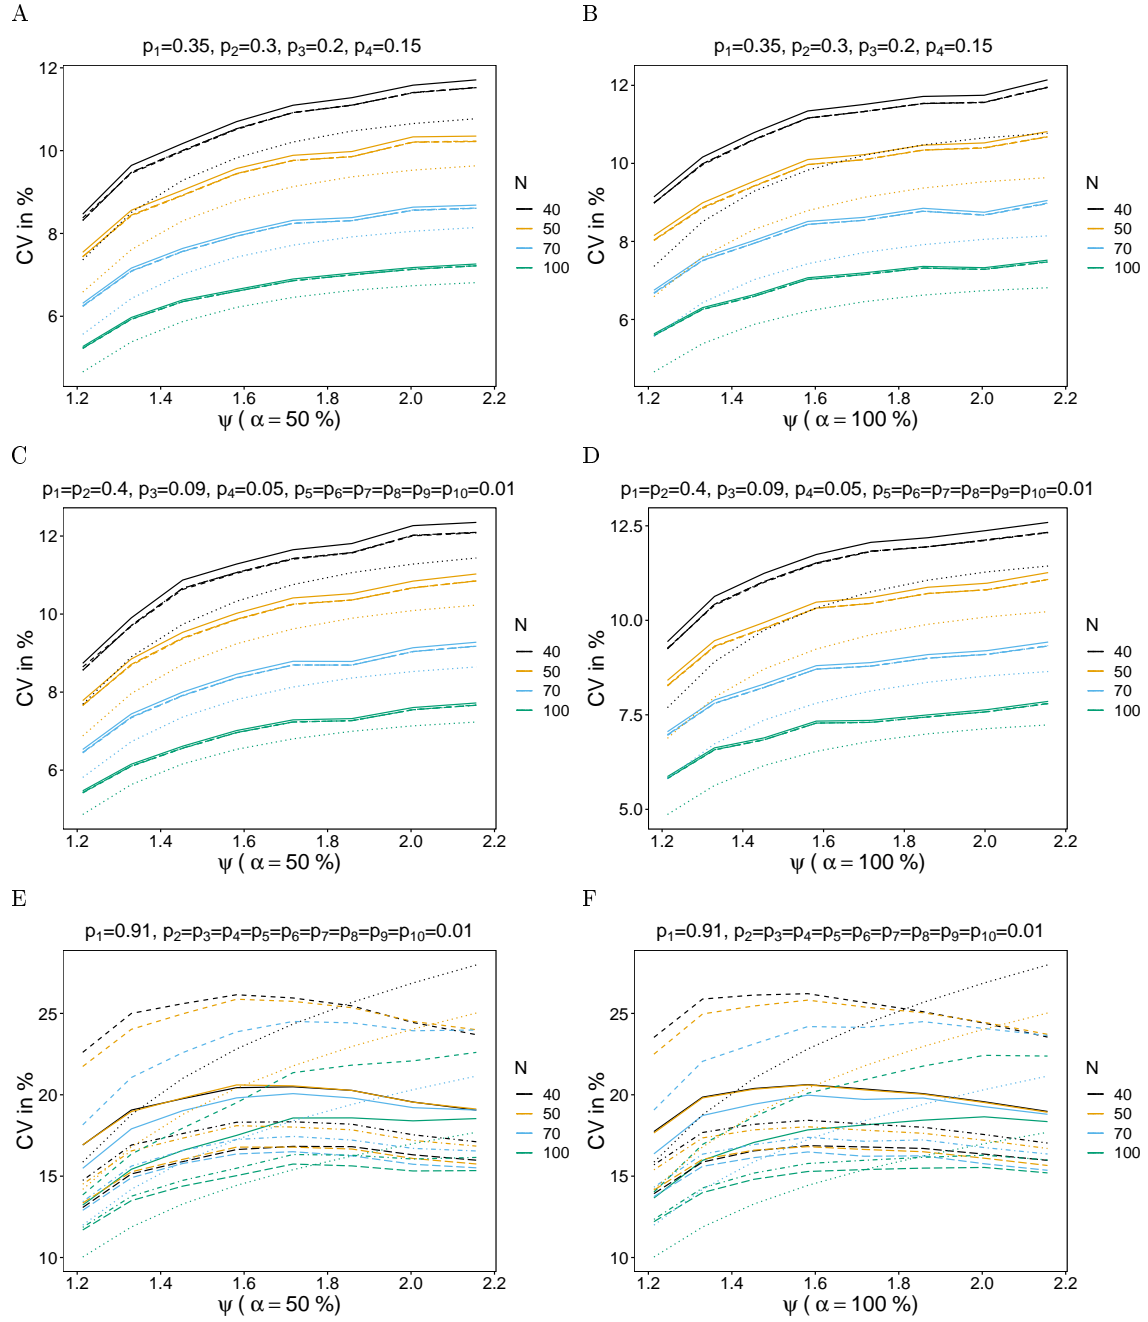 A
p1=0.35, p2=0.3, p3=0.2, p4=0.15
CV in %
12
10
8
6
1.2 1.4 1.6 1.8 2.0 2.2
ψ ( α = 50 %)
N
40
50
70
100
B
p1=0.35, p2=0.3, p3=0.2, p4=0.15
CV in %
12
10
8
6
1.2 1.4 1.6 1.8 2.0 2.2
ψ ( α = 100 %)
N
40
50
70
100
C
p1=p2=0.4, p3=0.09, p4=0.05, p5=p6=p7=p8=p9=p10=0.01
CV in %
12
10
8
6
1.2 1.4 1.6 1.8 2.0 2.2
ψ ( α = 50 %)
N
40
50
70
100
D
p1=p2=0.4, p3=0.09, p4=0.05, p5=p6=p7=p8=p9=p10=0.01
CV in %
12.5
10.0
7.5
5.0
1.2 1.4 1.6 1.8 2.0 2.2
ψ ( α = 100 %)
N
40
50
70
100
E
p1=0.91, p2=p3=p4=p5=p6=p7=p8=p9=p10=0.01
CV in %
25
20
15
10
1.2 1.4 1.6 1.8 2.0 2.2
ψ ( α = 50 %)
N
40
50
70
100
F
p1=0.91, p2=p3=p4=p5=p6=p7=p8=p9=p10=0.01
CV in %
25
20
15
10
1.2 1.4 1.6 1.8 2.0 2.2
ψ ( α = 100 %)
N
40
50
70
100